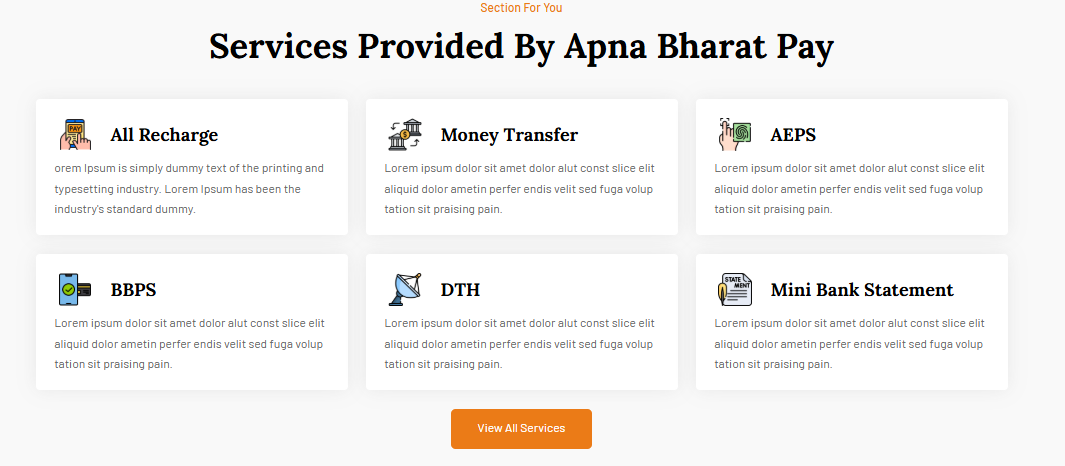 Section For You
Services Provided By Apna Bharat Pay
PAY
All Recharge
orem Ipsum is simply dummy text of the printing and
typesetting industry. Lorem Ipsum has been the
industry's standard dummy.
Money Transfer
Lorem ipsum dolor sit amet dolor alut const slice elit
aliquid dolor ametin perfer endis velit sed fuga volup
tation sit praising pain.
AEPS
Lorem ipsum dolor sit amet dolor alut const slice elit
aliquid dolor ametin perfer endis velit sed fuga volup
tation sit praising pain.
BBPS
Lorem ipsum dolor sit amet dolor alut const slice elit
aliquid dolor ametin perfer endis velit sed fuga volup
tation sit praising pain.
DTH
Lorem ipsum dolor sit amet dolor alut const slice elit
aliquid dolor ametin perfer endis velit sed fuga volup
tation sit praising pain.
STATE
MENT
Mini Bank Statement
Lorem ipsum dolor sit amet dolor alut const slice elit
aliquid dolor ametin perfer endis velit sed fuga volup
tation sit praising pain.
View All Services